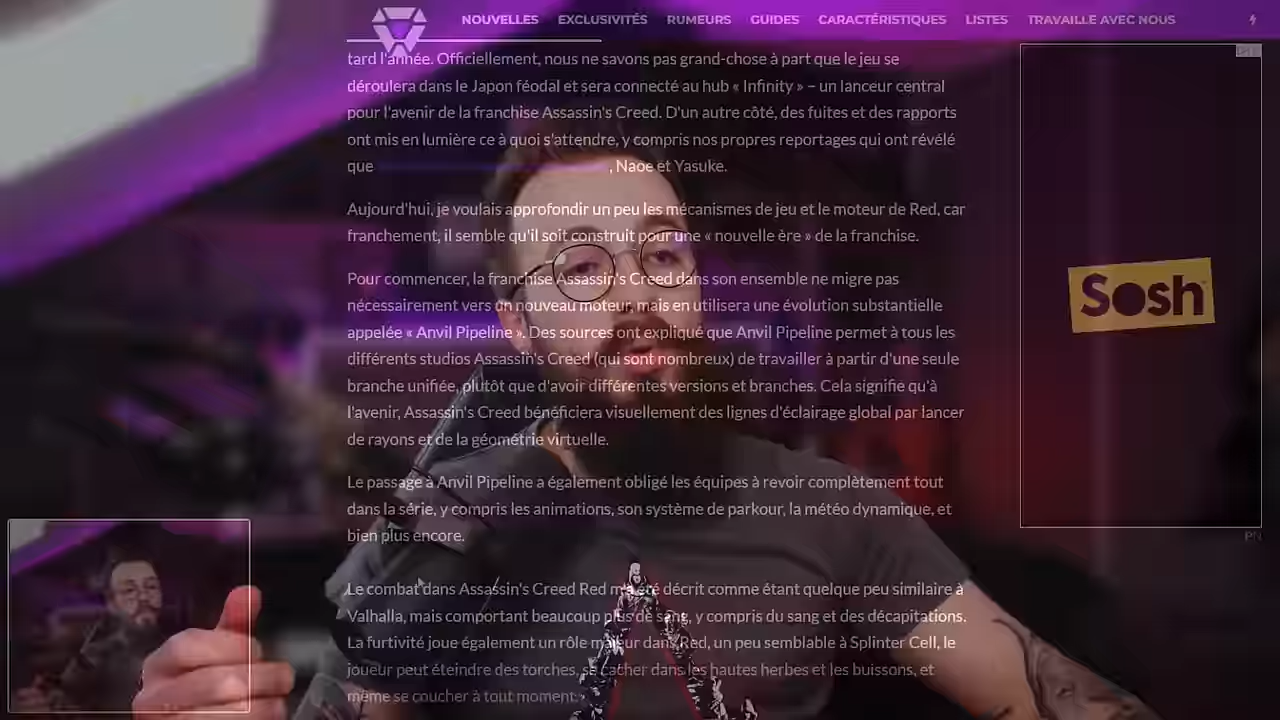 NOUVELLES EXCLUSIVITÉS RUMEURS GUIDES CARACTÉRISTIQUES LISTES TRAVAILLE AVEC NOUS
tard l'année. Officiellement, nous ne savons pas grand-chose à part que le jeu se
déroulera dans le Japon féodal et sera connecté au hub « Infinity » – un lanceur central
pour l'avenir de la franchise Assassin's Creed. D'un autre côté, des fuites et des rapports
ont mis en lumière ce à quoi s'attendre, y compris nos propres reportages qui ont révélé
que , Naoe et Yasuke.
Aujourd'hui, je voulais approfondir un peu les mécanismes de jeu et le moteur de Red, car
franchement, il semble qu'il soit construit pour une « nouvelle ère » de la franchise.
Pour commencer, la franchise Assassin's Creed dans son ensemble ne migre pas
nécessairement vers un nouveau moteur, mais en utilisera une évolution substantielle
appelée « Anvil Pipeline ». Des sources ont expliqué que Anvil Pipeline permet à tous les
différents studios Assassin's Creed (qui sont nombreux) de travailler à partir d'une seule
branche unifiée, plutôt que d'avoir différentes versions et branches. Cela signifie qu'à
l'avenir, Assassin's Creed bénéficiera visuellement des lignes d'éclairage global par lancer
de rayons et de la géométrie virtuelle.
Le passage à Anvil Pipeline a également obligé les équipes à revoir complètement tout
dans la série, y compris les animations, son système de parkour, la météo dynamique, et
bien plus encore.
Le combat dans Assassin's Creed Red m'a été décrit comme étant quelque peu similaire à
Valhalla, mais comportant beaucoup plus de sang, y compris du sang et des décapitations.
La furtivité joue également un rôle majeur dans Red, un peu semblable à Splinter Cell, le
joueur peut éteindre des torches, se cacher dans les hautes herbes et les buissons, et
même se coucher à tout moment.
Sosh
PN